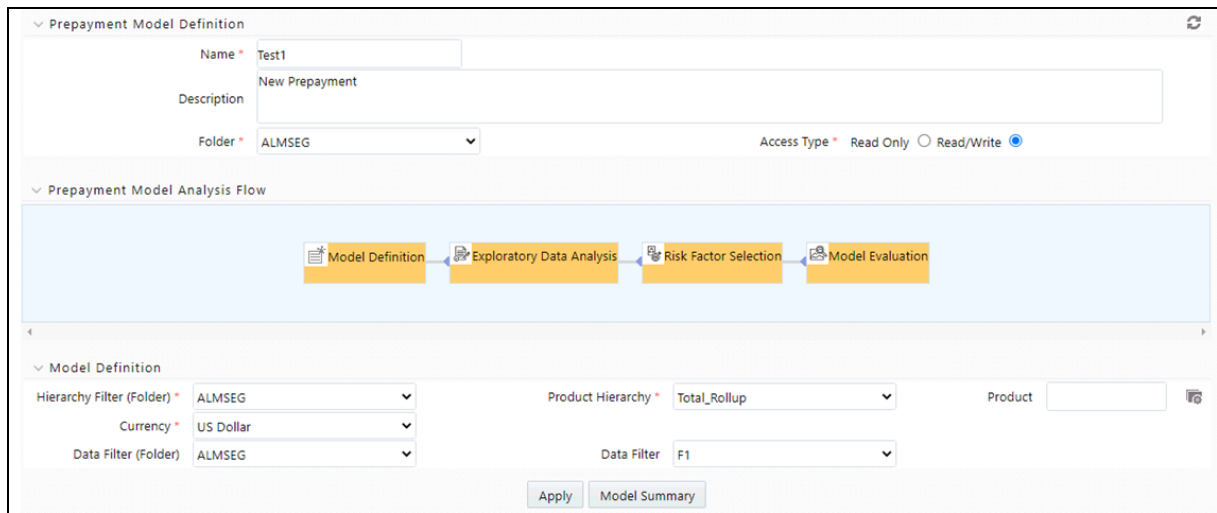 Prepayment Model Definition
Name * Test1
Description New Prepayment
Folder * ALMSEG Access Type * Read Only Read/Write
Prepayment Model Analysis Flow
Model Definition Exploratory Data Analysis Risk Factor Selection Model Evaluation
Model Definition
Hierarchy Filter (Folder) * ALMSEG Product Hierarchy * Total_Rollup Product
Currency * US Dollar
Data Filter (Folder) ALMSEG Data Filter F1
Apply Model Summary